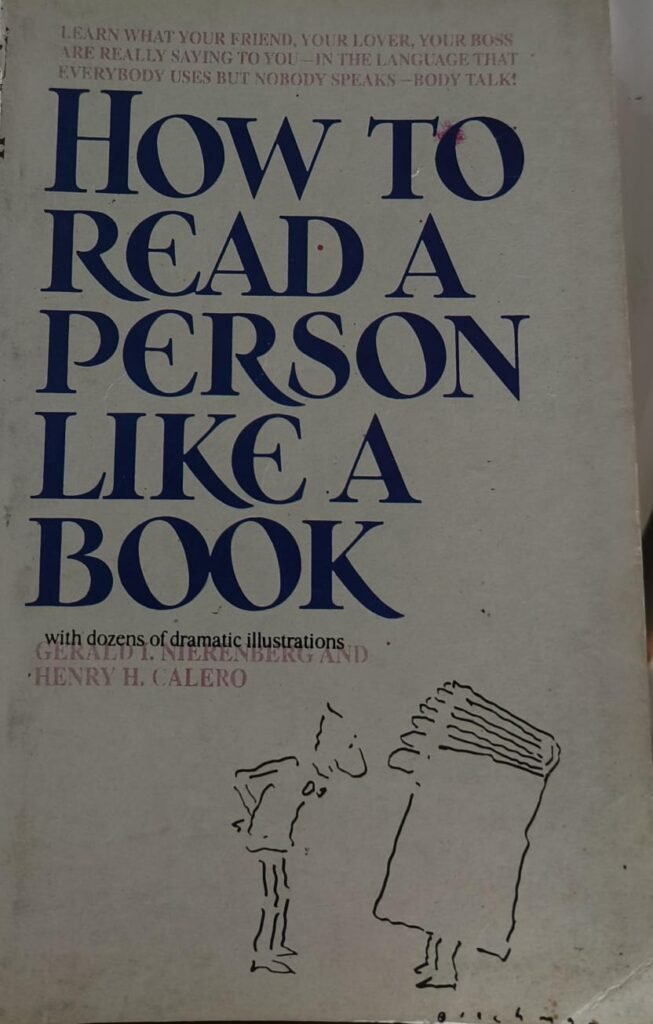 LEARN WHAT YOUR FRIEND, YOUR LOVER, YOUR BOSS
ARE REALLY SAYING TO YOU—IN THE LANGUAGE THAT
EVERYBODY USES BUT NOBODY SPEAKS—BODY TALK!
HOW TO
READ A
PERSON
LIKE A
BOOK
with dozens of dramatic illustrations
GERALD I. NIERENBERG AND
HENRY H. CALERO